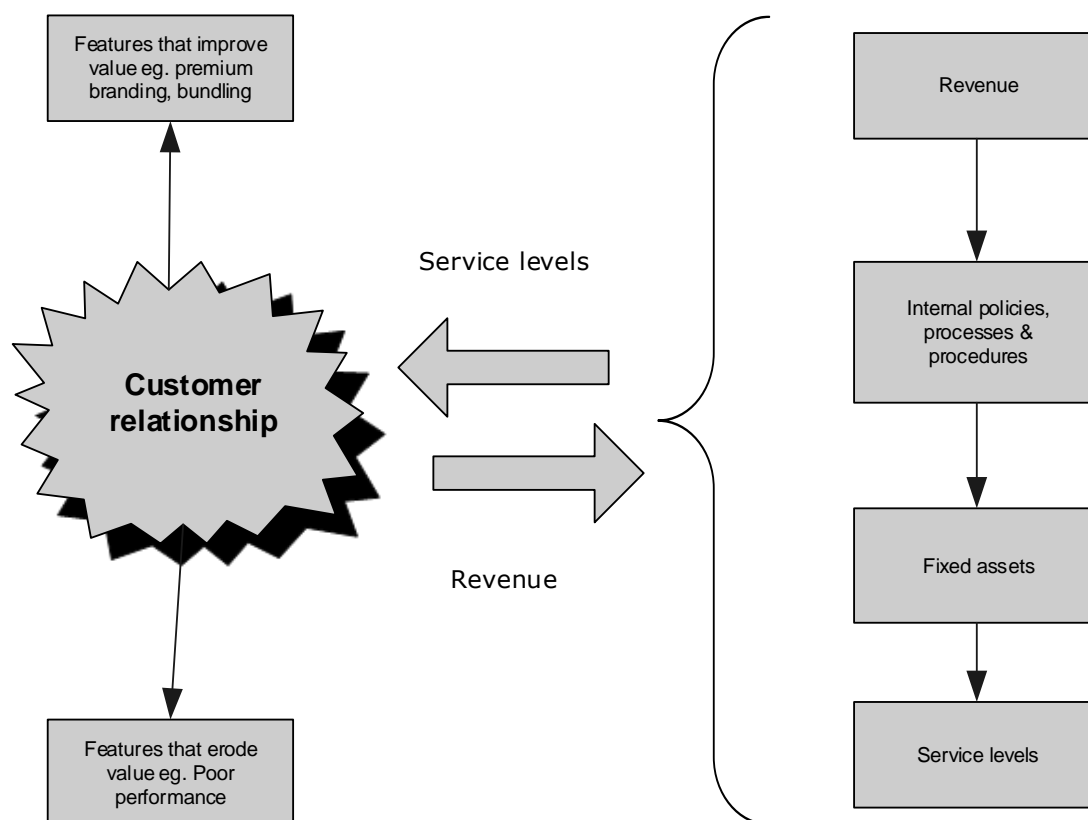 Features that improve
value eg. premium
branding, bundling
Customer
relationship
Features that erode
value eg. Poor
performance
Service levels
Revenue
Revenue
Internal policies,
processes &
procedures
Fixed assets
Service levels